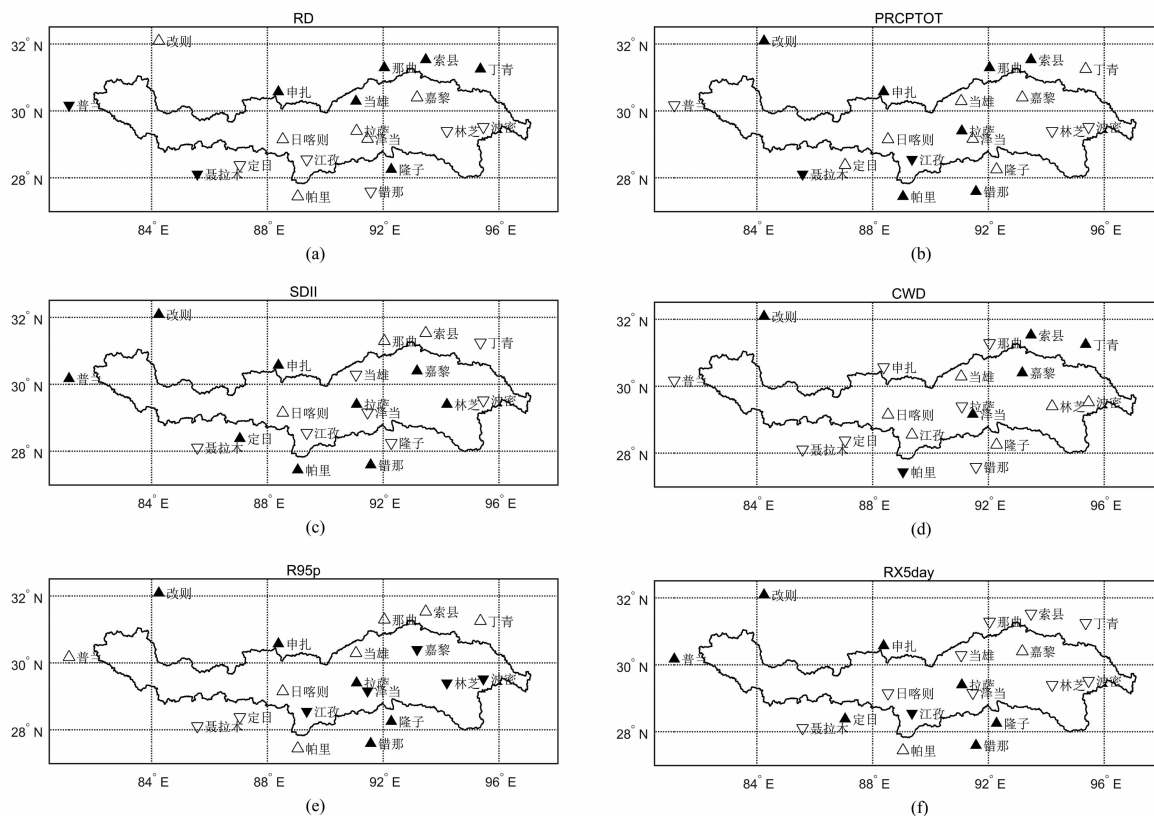 RD
32° N
30° N
28° N
改则
索县
那曲
丁青
申扎
普兰
当雄
嘉黎
拉萨
林芝
波密
日喀则
泽当
定日
江孜
聂拉木
隆子
帕里
错那
84° E
88° E
92° E
96° E
(a)
PRCPTOT
32° N
30° N
28° N
改则
索县
那曲
丁青
申扎
普兰
当雄
嘉黎
拉萨
林芝
波密
日喀则
泽当
定日
江孜
聂拉木
隆子
帕里
错那
84° E
88° E
92° E
96° E
(b)
SDII
32° N
30° N
28° N
改则
索县
那曲
丁青
申扎
普兰
当雄
嘉黎
拉萨
林芝
波密
日喀则
泽当
定日
江孜
聂拉木
隆子
帕里
错那
84° E
88° E
92° E
96° E
(c)
CWD
32° N
30° N
28° N
改则
索县
那曲
丁青
申扎
普兰
当雄
嘉黎
拉萨
林芝
波密
日喀则
泽当
定日
江孜
聂拉木
隆子
帕里
错那
84° E
88° E
92° E
96° E
(d)
R95p
32° N
30° N
28° N
改则
索县
那曲
丁青
申扎
普兰
当雄
嘉黎
拉萨
林芝
波密
日喀则
泽当
定日
江孜
聂拉木
隆子
帕里
错那
84° E
88° E
92° E
96° E
(e)
RX5day
32° N
30° N
28° N
改则
索县
那曲
丁青
申扎
普兰
当雄
嘉黎
拉萨
林芝
波密
日喀则
泽当
定日
江孜
聂拉木
隆子
帕里
错那
84° E
88° E
92° E
96° E
(f)